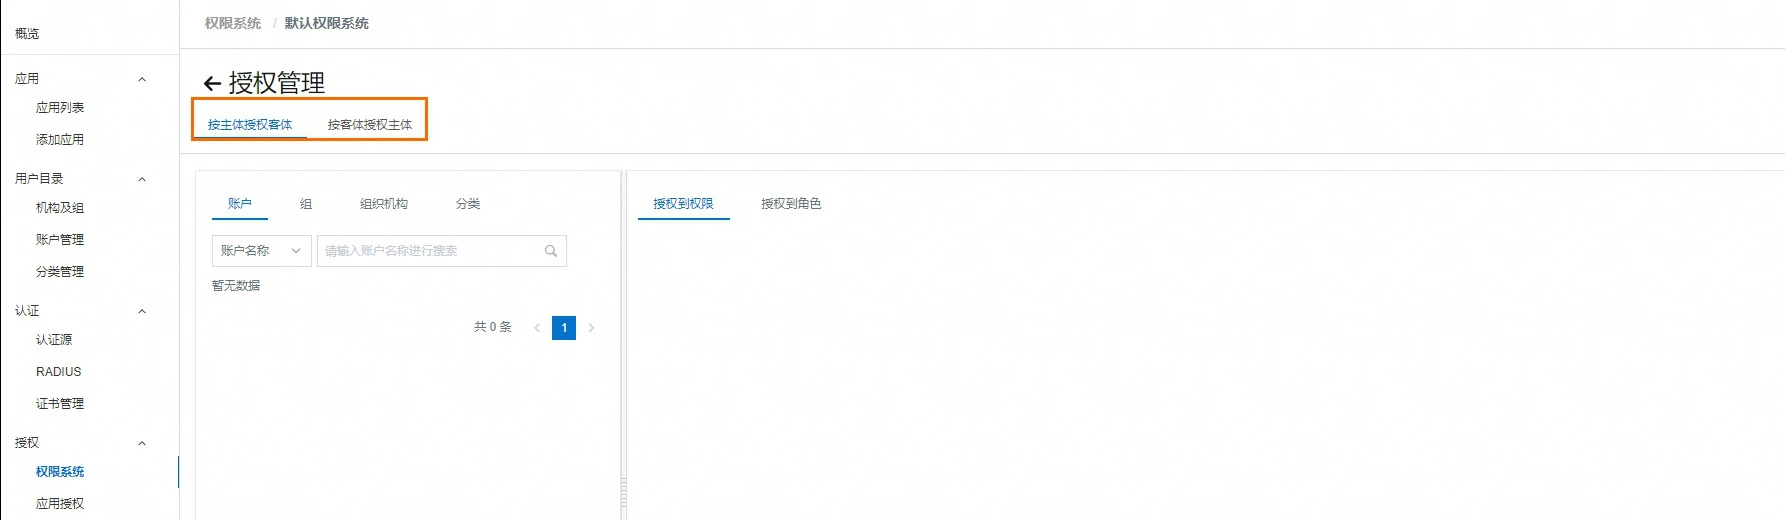 概览
应用
应用列表
添加应用
用户目录
机构及组
账户管理
分类管理
认证
认证源
RADIUS
证书管理
授权
权限系统
应用授权
权限系统 / 默认权限系统
授权管理
按主体授权客体 按客体授权主体
账户 组 组织机构 分类
账户名称 请输入账户名称进行搜索
暂无数据
共 0 条 1
授权到权限 授权到角色